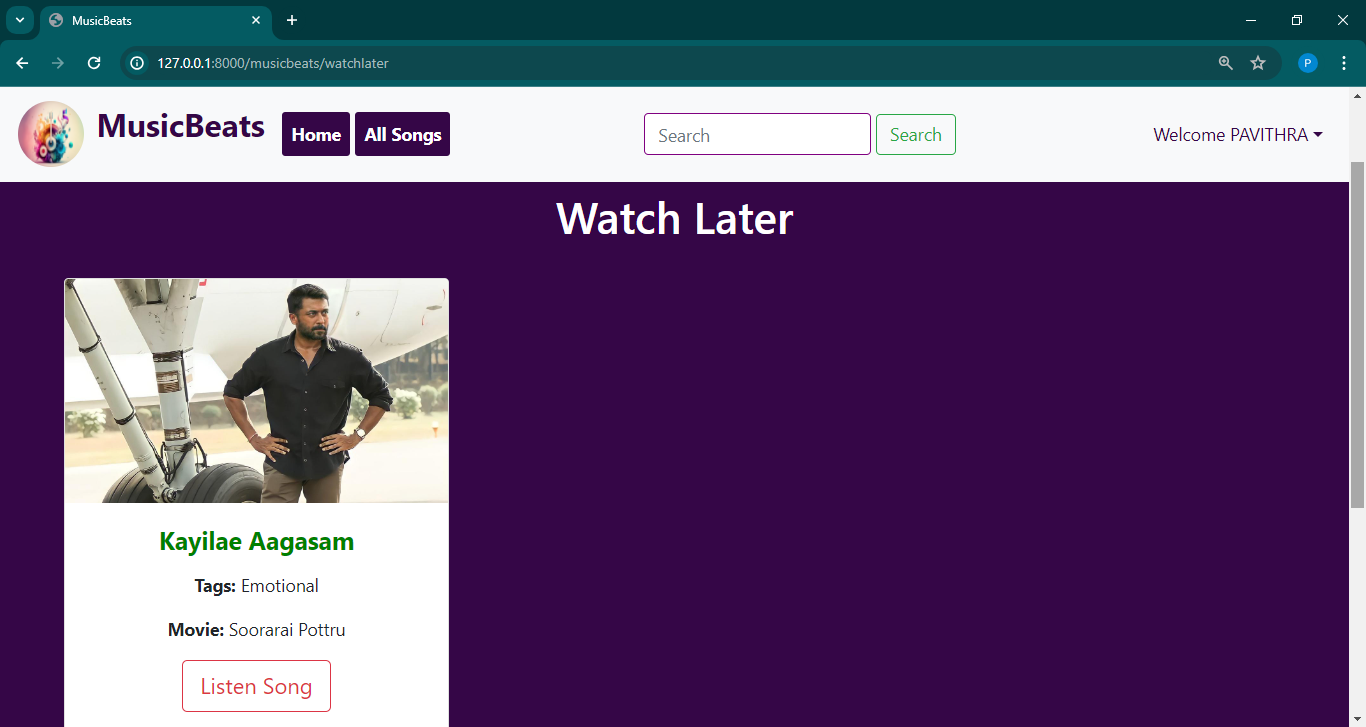 MusicBeats
127.0.0.1:8000/musicbeats/watchlater
P
MusicBeats
Home
All Songs
Search
Search
Welcome PAVITHRA
Watch Later
Kayilae Aagasam
Tags: Emotional
Movie: Soorarai Pottru
Listen Song